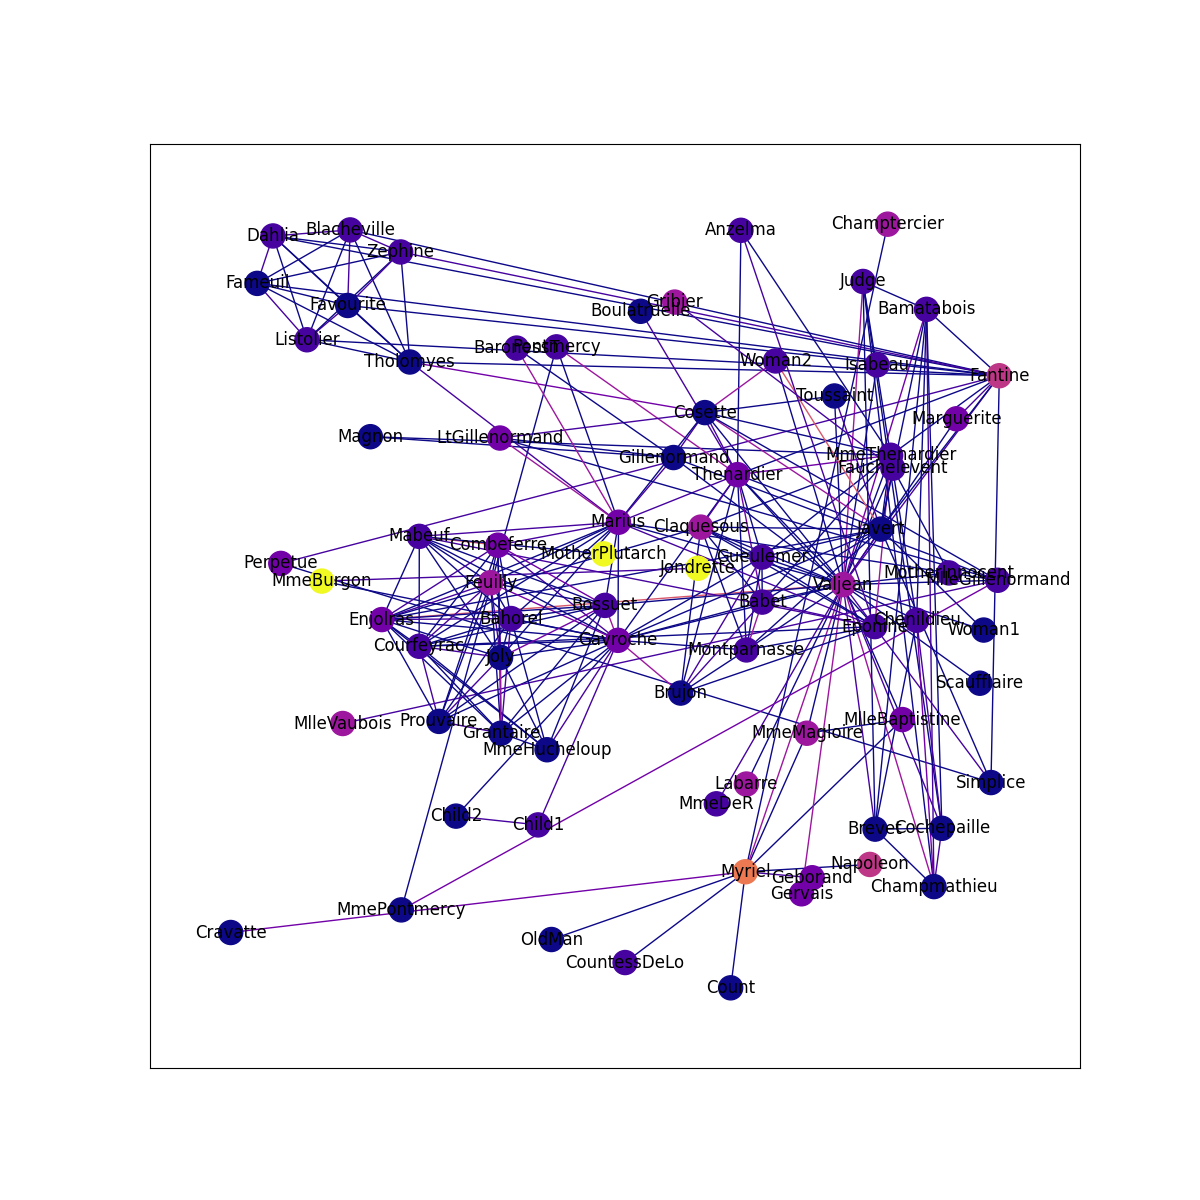 Champtercier
Blacheville
Anzelma
Dahlia
Zephine
Judge
Fameuil
Gribier
Favourite
Boulatruelle
Bamatabois
Listolier
BaronessT
Pontmercy
Tholomyes
Woman2
Isabeau
Fantine
Toussaint
Cosette
Marguerite
Magnon
LtGillenormand
Gillenormand
MmeThenardier
Fauchelevent
Thenardier
Marius
Claquesous
Javert
Mabeuf
Combeferre
MotherPlutarch
Gueulemer
Perpetue
Jondrette
MotherInnocent
MmeBurgon
Feuilly
Valjean
MlleGillenormand
Bossuet
Babet
Enjolras
Bahorel
Chenildieu
Eponine
Woman1
Gavroche
Courfeyrac
Montparnasse
Joly
Scaufflaire
Brujon
MlleVaubois
Prouvaire
MlleBaptistine
Grantaire
MmeMagloire
MmeHucheloup
Labarre
Simplice
MmeDeR
Child2
Child1
Brevet
Cochepaille
Napoleon
Myriel
Geborand
Champmathieu
Gervais
MmePontmercy
Cravatte
OldMan
CountessDeLo
Count